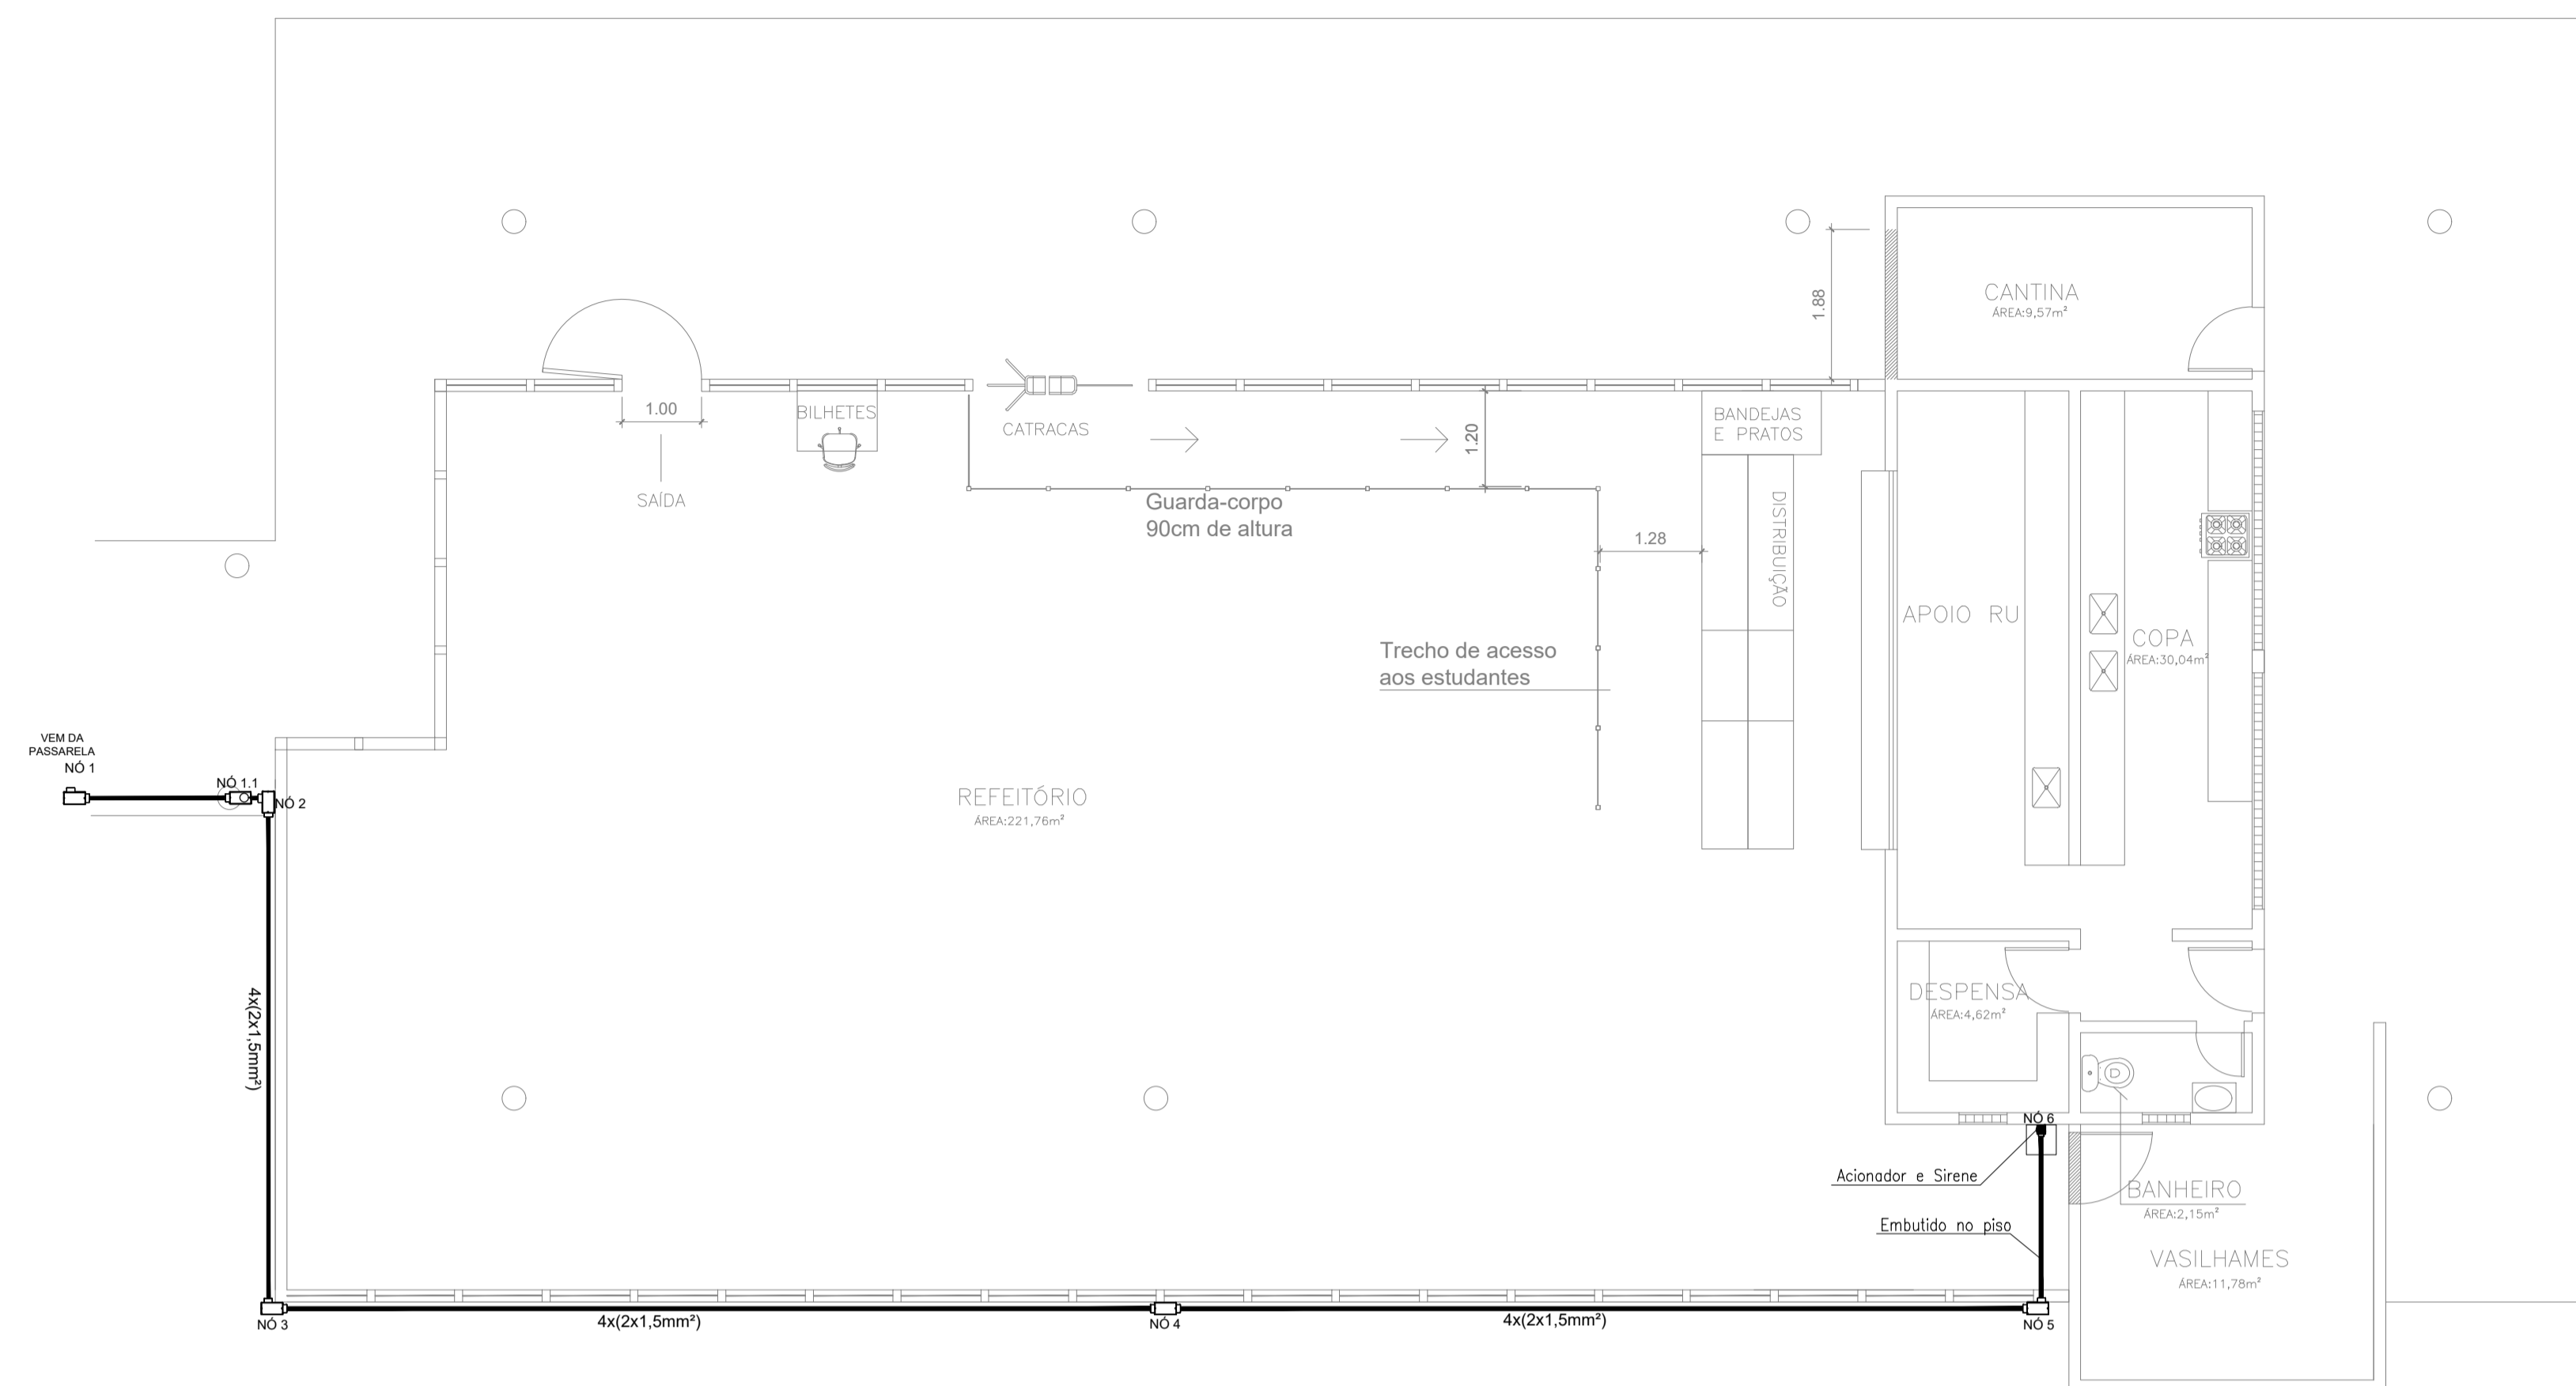 1.88
CANTINA
ÁREA:9,57m²
1.00
BILHETES
CATRACAS
1.20
BANDEJAS
E PRATOS
SAÍDA
Guarda-corpo
90cm de altura
1.28
DISTRIBUIÇÃO
APOIO RU
COPA
ÁREA:30,04m²
Trecho de acesso
aos estudantes
VEM DA
PASSARELA
NÓ 1
NÓ 1.1
NÓ 2
REFEITÓRIO
ÁREA:221,76m²
4x(2x1,5mm²)
DESPENSA
ÁREA:4,62m²
NÓ 6
Acionador e Sirene
BANHEIRO
ÁREA:2,15m²
Embutido no piso
VASILHAMES
ÁREA:11,78m²
NÓ 3
4x(2x1,5mm²)
NÓ 4
4x(2x1,5mm²)
NÓ 5